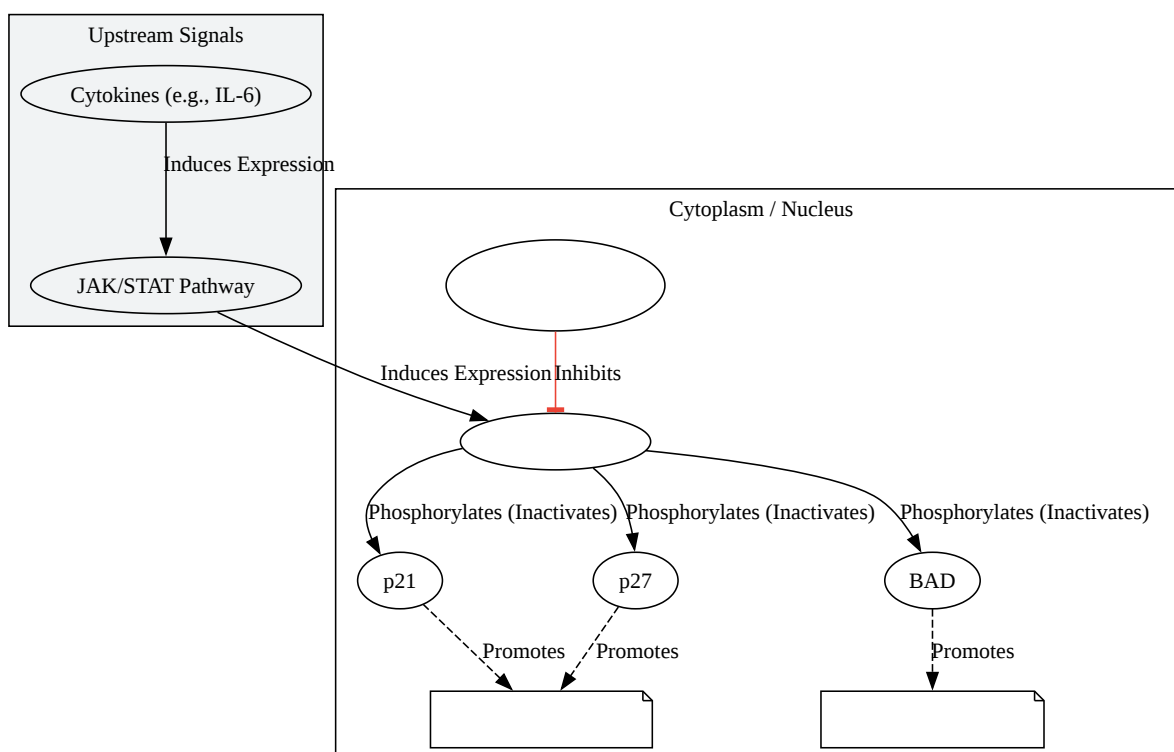 Upstream Signals
Cytokines (e.g., IL-6)
Induces Expression
JAK/STAT Pathway
Cytoplasm / Nucleus
Induces Expression
Inhibits
Phosphorylates (Inactivates)
Phosphorylates (Inactivates)
Phosphorylates (Inactivates)
p21
p27
BAD
Promotes
Promotes
Promotes